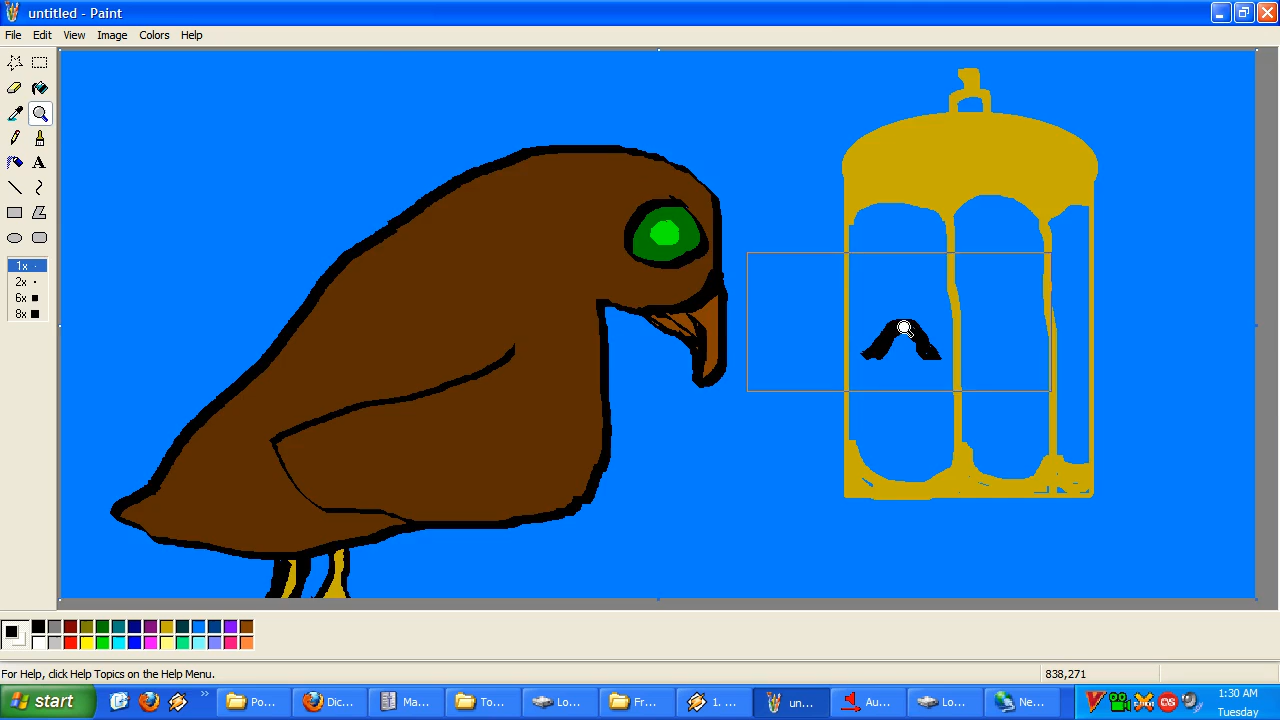 untitled - Paint
File Edit View Image Colors Help
A
1x
2x
6x
8x
For Help, click Help Topics on the Help Menu.
838,271
start
»
Po...
Dic...
Ma...
To...
Lo...
Fr...
1. ...
un...
Au...
Lo...
Ne...
1:30 AM
Tuesday